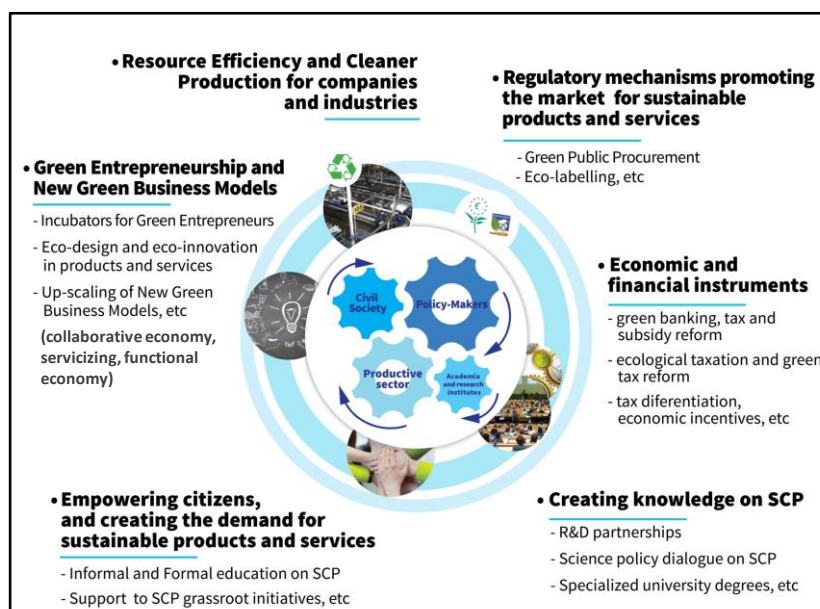 • Resource Efficiency and Cleaner
Production for companies
and industries
• Regulatory mechanisms promoting
the market for sustainable
products and services
- Green Public Procurement
- Eco-labelling, etc
• Green Entrepreneurship and
New Green Business Models
- Incubators for Green Entrepreneurs
- Eco-design and eco-innovation
in products and services
- Up-scaling of New Green
Business Models, etc
(collaborative economy,
servicizing, functional
economy)
Civil
Society
Policy-Makers
Productive
sector
Academia
and research
institutes
• Economic and
financial instruments
- green banking, tax and
subsidy reform
- ecological taxation and green
tax reform
- tax diferentiation,
economic incentives, etc
• Empowering citizens,
and creating the demand for
sustainable products and services
- Informal and Formal education on SCP
- Support to SCP grassroot initiatives, etc
• Creating knowledge on SCP
- R&D partnerships
- Science policy dialogue on SCP
- Specialized university degrees, etc